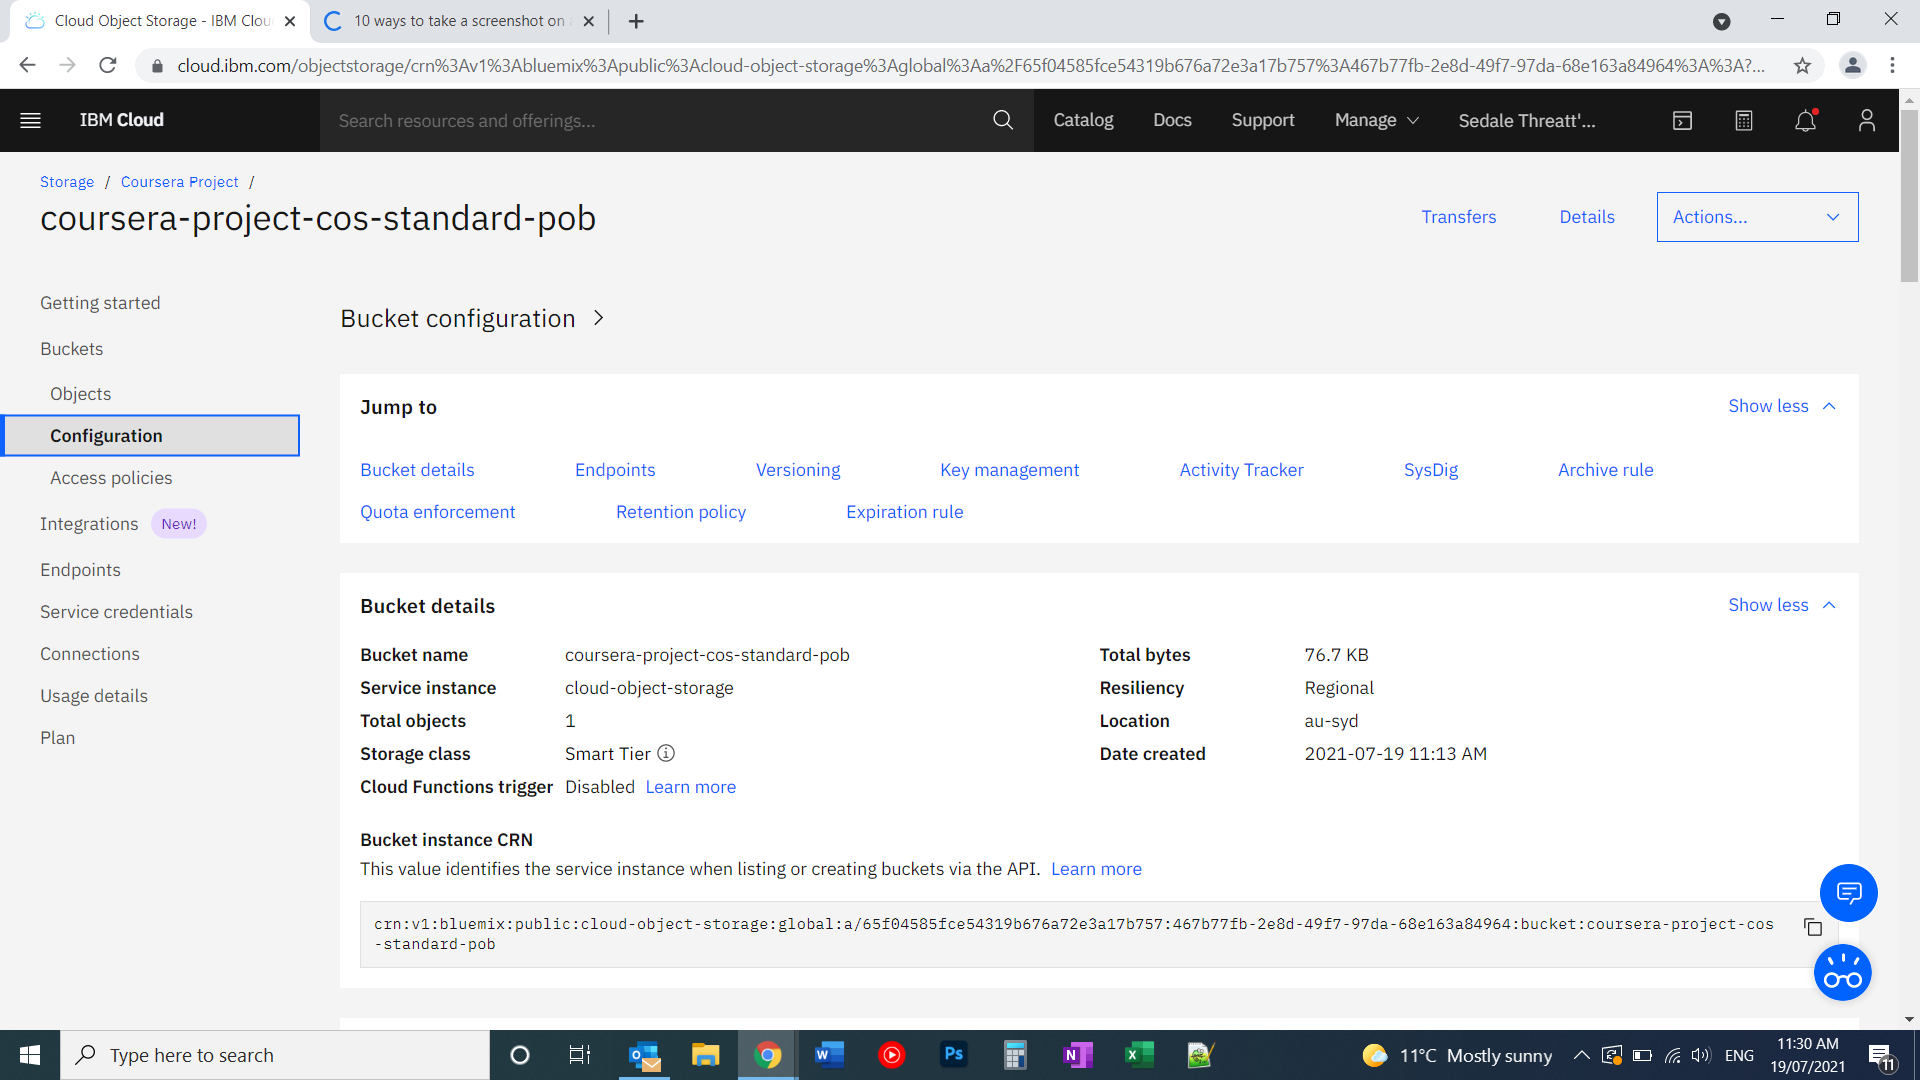 Cloud Object Storage - IBM Clou
10 ways to take a screenshot on
cloud.ibm.com/objectstorage/crn%3Av1%3Abluemix%3Apublic%3Acloud-object-storage%3Aglobal%3Aa%2F65f04585fce54319b676a72e3a17b757%3A467b77fb-2e8d-49f7-97da-68e163a84964%3A%3A?...
IBM Cloud
Search resources and offerings...
Catalog
Docs
Support
Manage
Sedale Threatt'...
Storage / Coursera Project /
coursera-project-cos-standard-pob
Transfers
Details
Actions...
Getting started
Buckets
Objects
Configuration
Access policies
Integrations New!
Endpoints
Service credentials
Connections
Usage details
Plan
Bucket configuration
Jump to
Show less
Bucket details
Endpoints
Versioning
Key management
Activity Tracker
SysDig
Archive rule
Quota enforcement
Retention policy
Expiration rule
Bucket details
Show less
Bucket name coursera-project-cos-standard-pob
Service instance cloud-object-storage
Total objects 1
Storage class Smart Tier
Cloud Functions trigger Disabled Learn more
Total bytes 76.7 KB
Resiliency Regional
Location au-syd
Date created 2021-07-19 11:13 AM
Bucket instance CRN
This value identifies the service instance when listing or creating buckets via the API. Learn more
crn:v1:bluemix:public:cloud-object-storage:global:a/65f04585fce54319b676a72e3a17b757:467b77fb-2e8d-49f7-97da-68e163a84964:bucket:coursera-project-cos
-standard-pob
Type here to search
11°C Mostly sunny
ENG
11:30 AM
19/07/2021
11